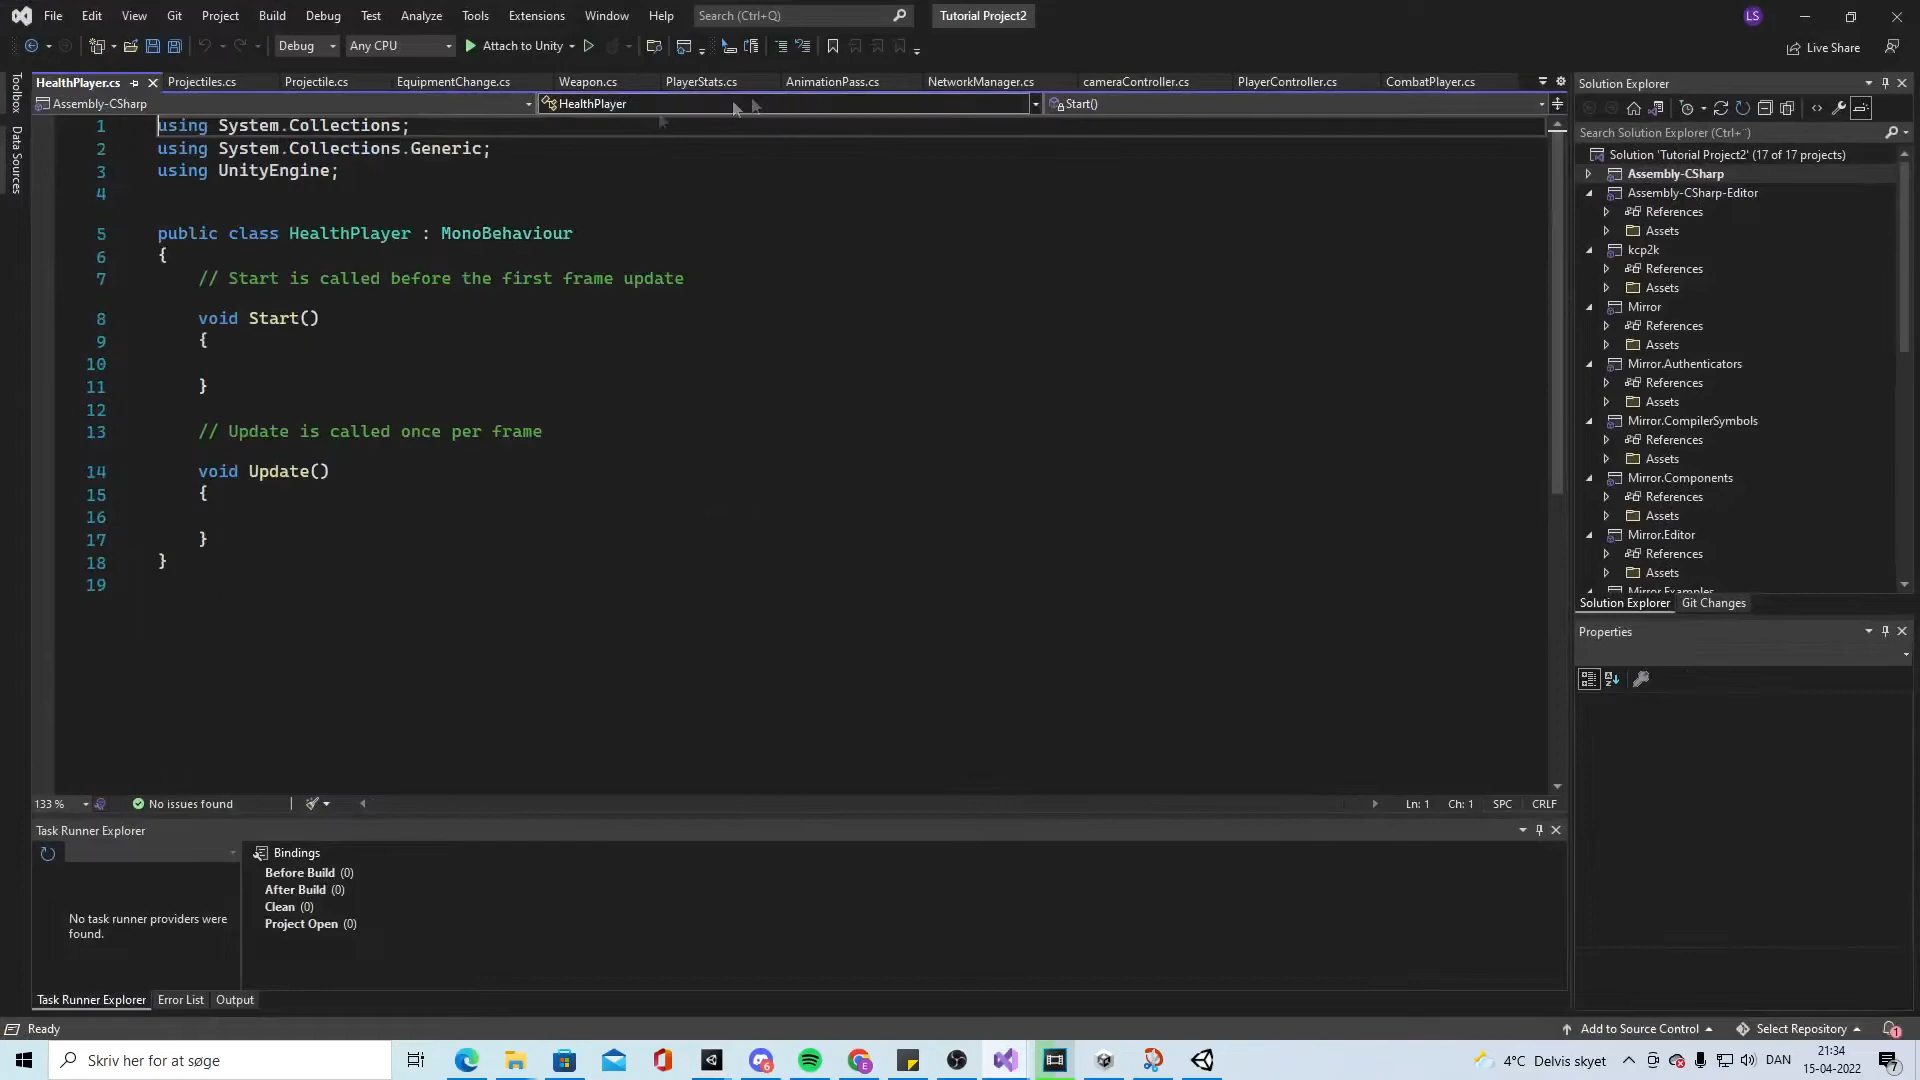 File Edit View Git Project Build Debug Test Analyze Tools Extensions Window Help Search (Ctrl+Q) Tutorial Project2 LS
Debug Any CPU Attach to Unity Live Share
HealthPlayer.cs Projectiles.cs Projectile.cs EquipmentChange.cs Weapon.cs PlayerStats.cs AnimationPass.cs NetworkManager.cs cameraController.cs PlayerController.cs CombatPlayer.cs
Assembly-CSharp HealthPlayer Start()
Toolbox
Data Sources
1 using System.Collections;
2 using System.Collections.Generic;
3 using UnityEngine;
4
5 public class HealthPlayer : MonoBehaviour
6 {
7 // Start is called before the first frame update
8 void Start()
9 {
10
11 }
12
13 // Update is called once per frame
14 void Update()
15 {
16
17 }
18 }
19
133 % No issues found Ln: 1 Ch: 1 SPC CRLF
Solution Explorer
Search Solution Explorer (Ctrl+¨)
Solution 'Tutorial Project2' (17 of 17 projects)
Assembly-CSharp
Assembly-CSharp-Editor
References
Assets
kcp2k
References
Assets
Mirror
References
Assets
Mirror.Authenticators
References
Assets
Mirror.CompilerSymbols
References
Assets
Mirror.Components
References
Assets
Mirror.Editor
References
Assets
Mirror.Examples
Solution Explorer Git Changes
Properties
Task Runner Explorer
Bindings
Before Build (0)
After Build (0)
Clean (0)
Project Open (0)
No task runner providers were
found.
Task Runner Explorer Error List Output
Ready Add to Source Control Select Repository 1
Skriv her for at søge 6 4°C Delvis skyet DAN 21:34
15-04-2022 7